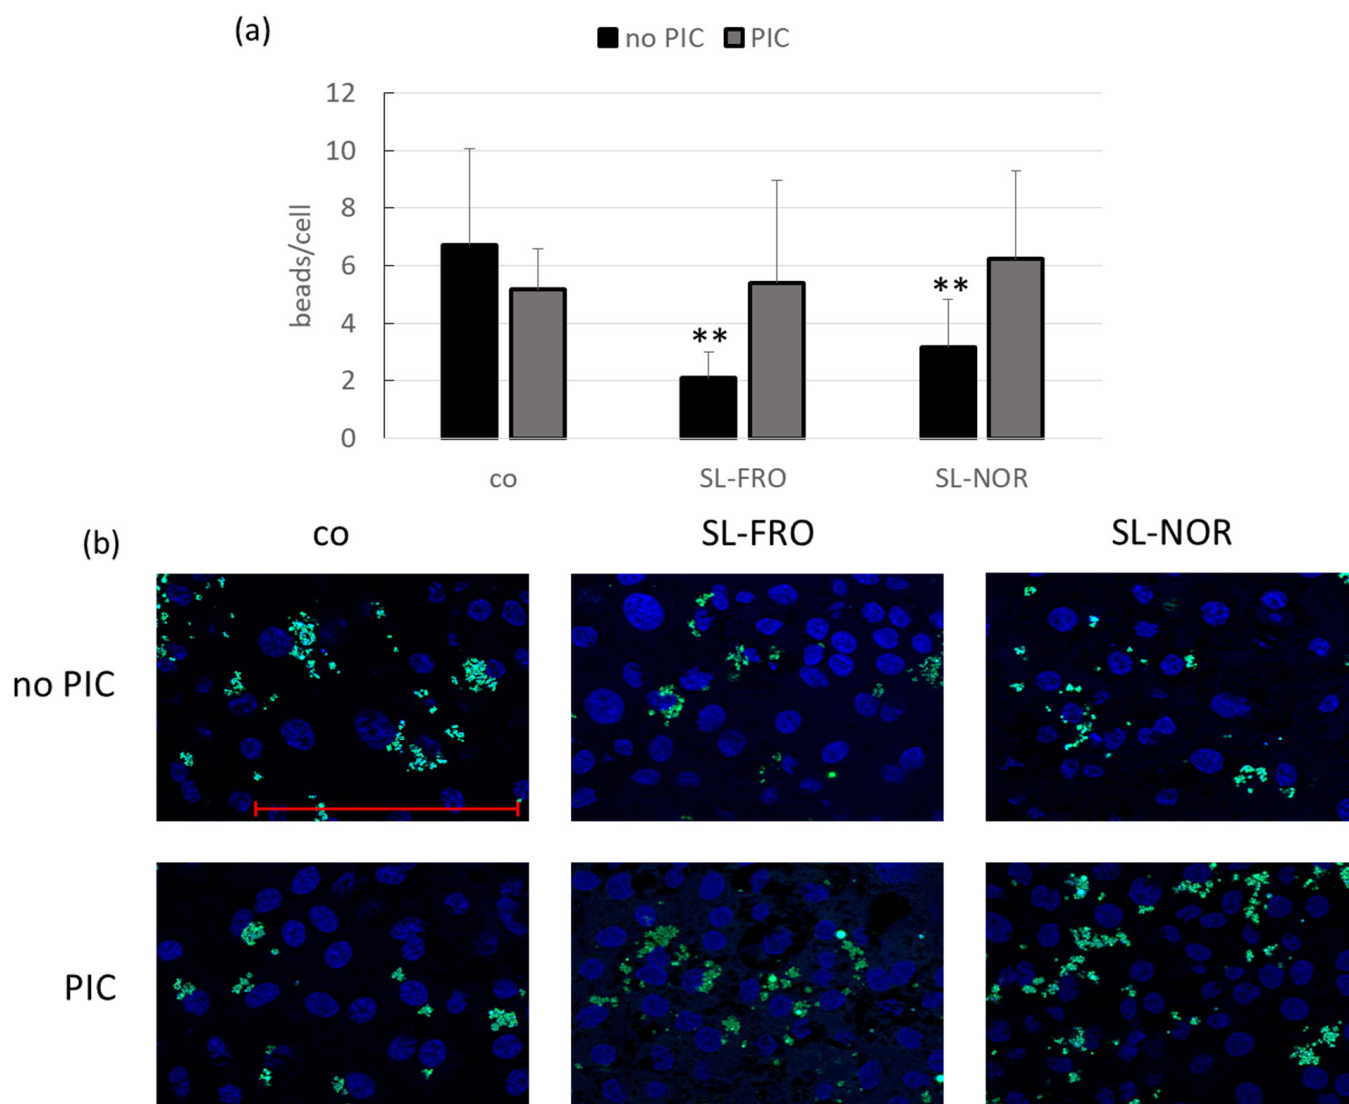 (a)
no PIC PIC
12
10
8
6
4
2
0
beads/cell
**
**
co SL-FRO SL-NOR
(b)
co SL-FRO SL-NOR
no PIC
PIC